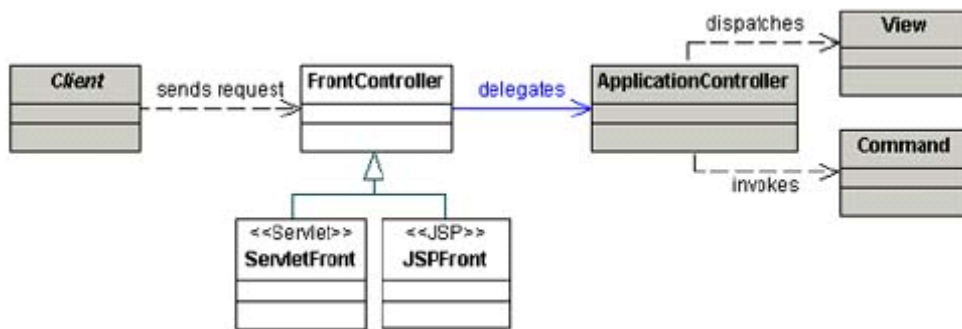 dispatches
View
Client
sends request
FrontController
delegates
ApplicationController
Command
invokes
<<Servlet>>
ServletFront
<<JSP>>
JSPFront